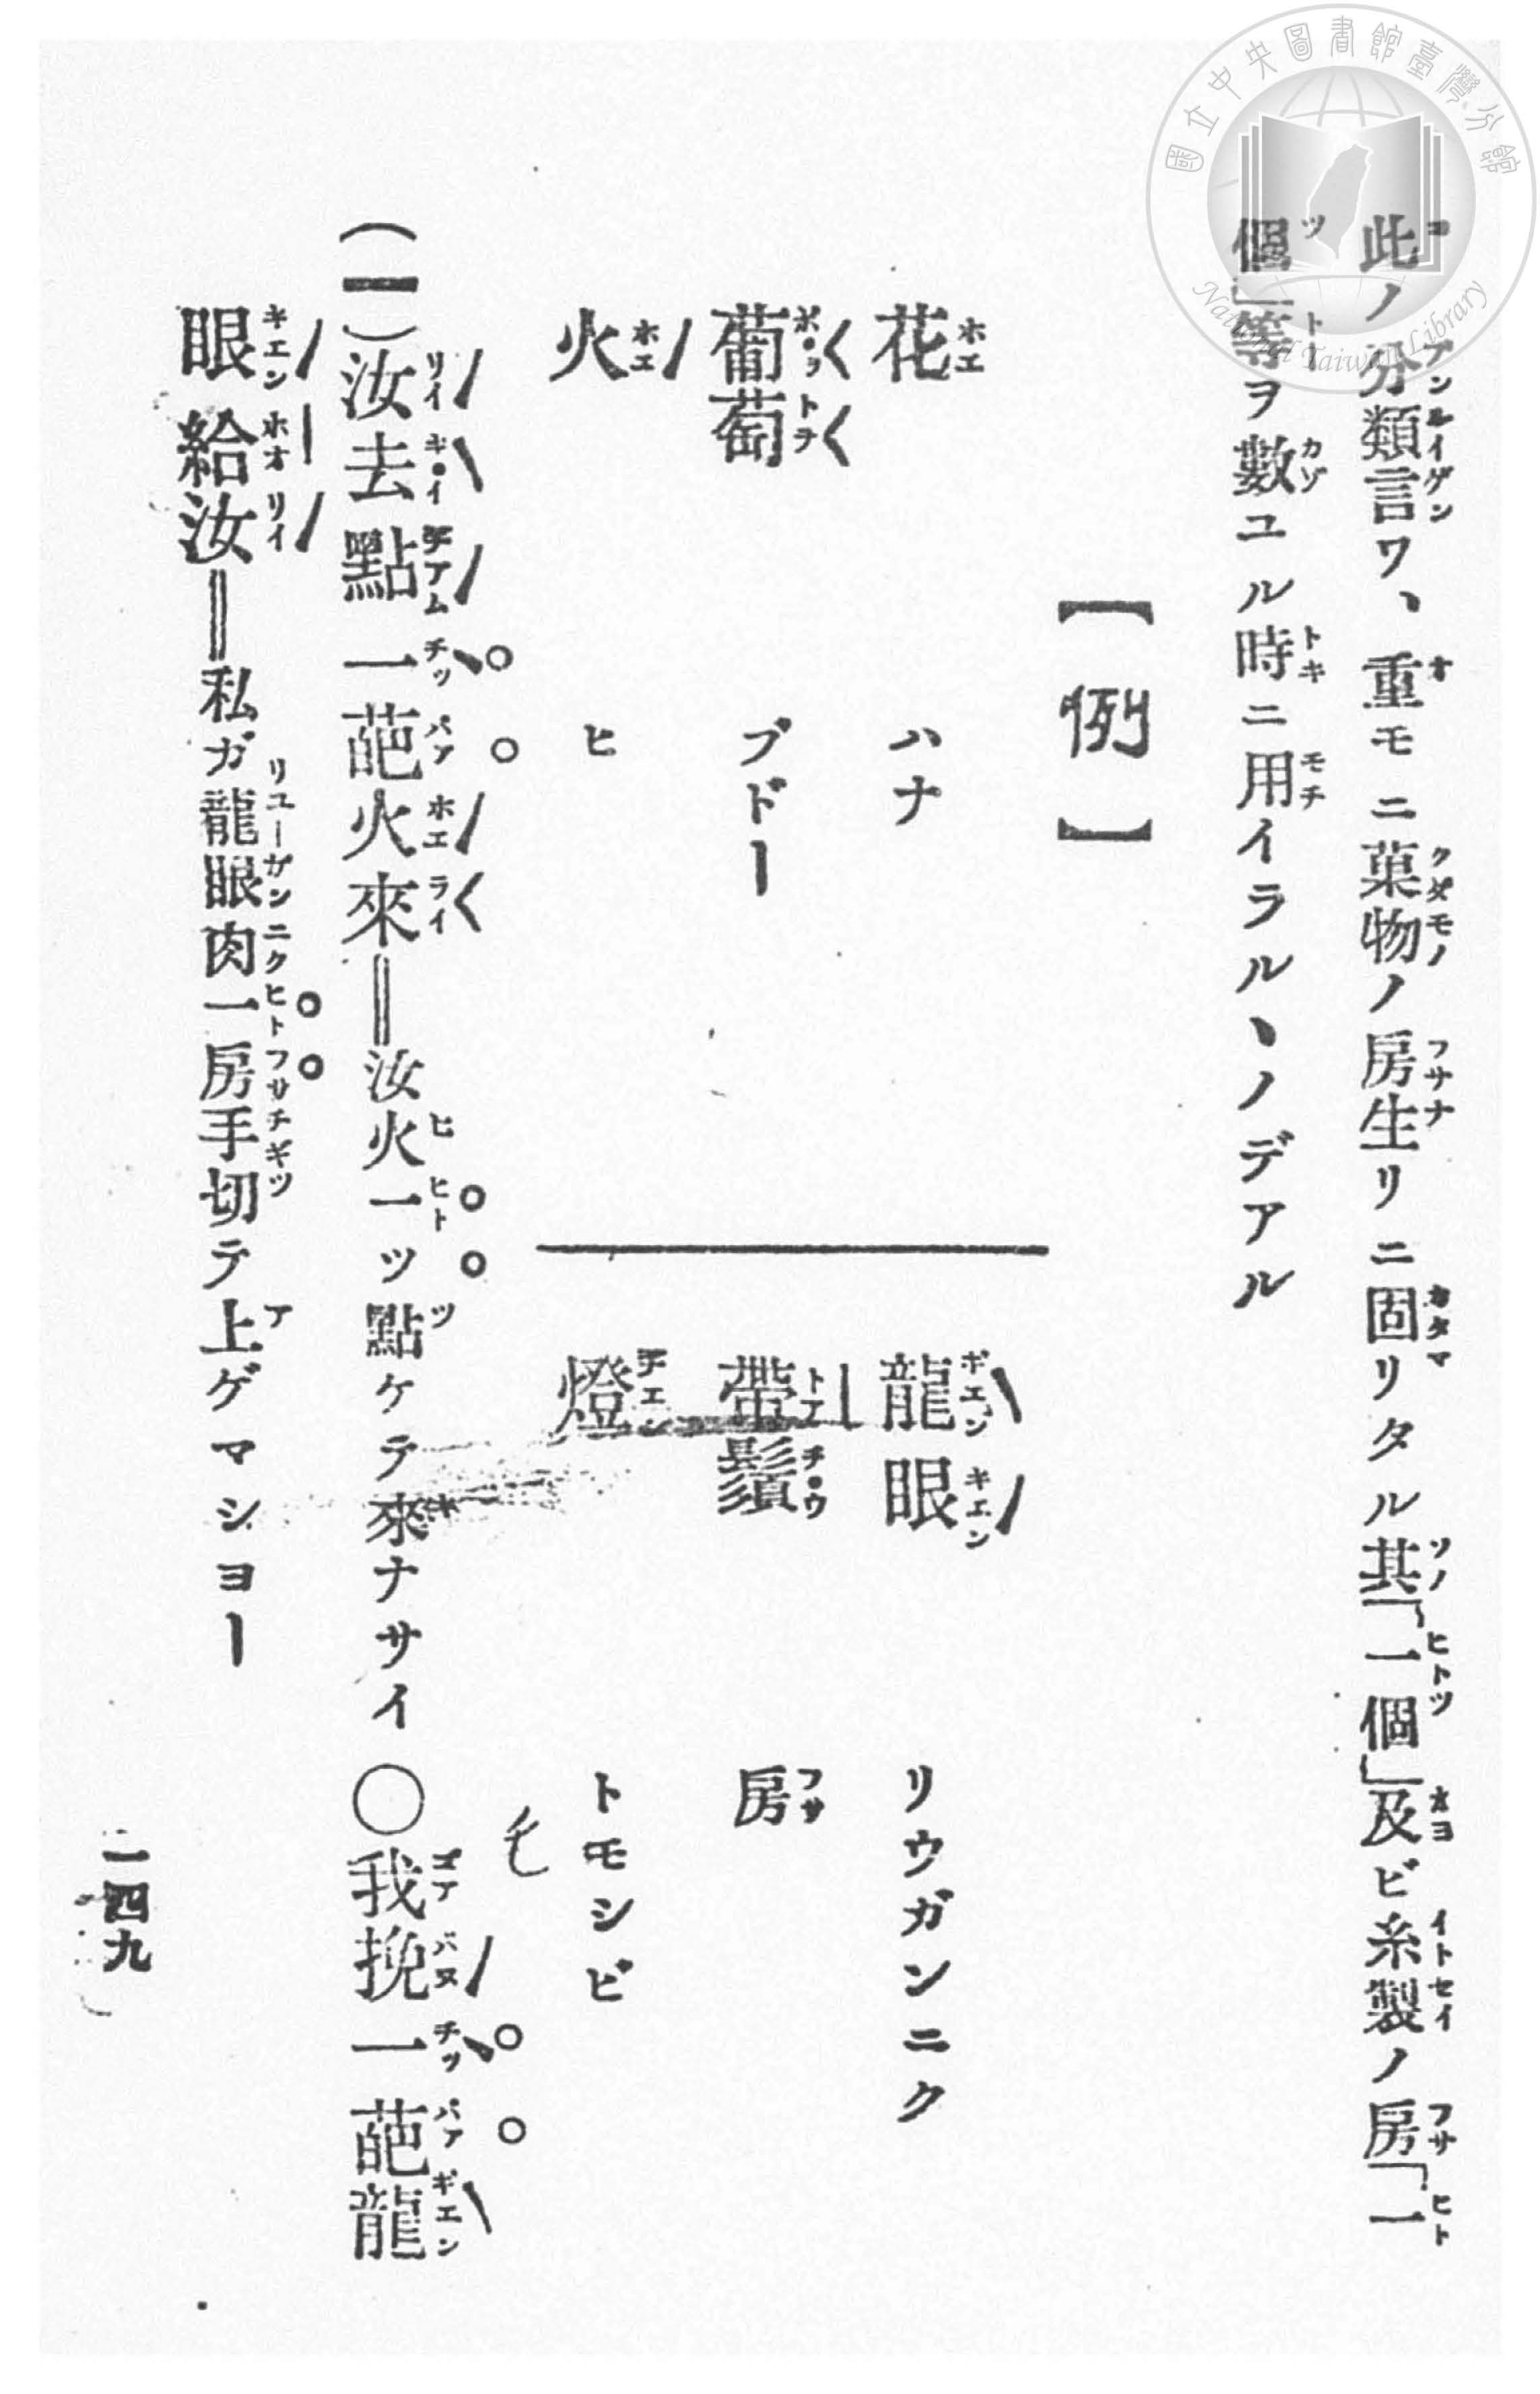 國立中央圖書館臺灣分館
National Taiwan Library
此ノ分類言ワ、重モニ菓物ノ房生リニ固リタル其「一個」及ビ糸製ノ房「一
個」等ヲ數ユル時ニ用イラル丶ノデアル
【例】
花 ハナ
龍眼 リウガンニク
葡萄 ブドー
帶鬚 房
火 ヒ
燈 トモシビ
(一)汝去點一葩火來＝汝火一ツ點ケテ來ナサイ○我挽一葩龍
眼給汝＝私ガ龍眼肉一房手切テ上ゲマショー
一四九